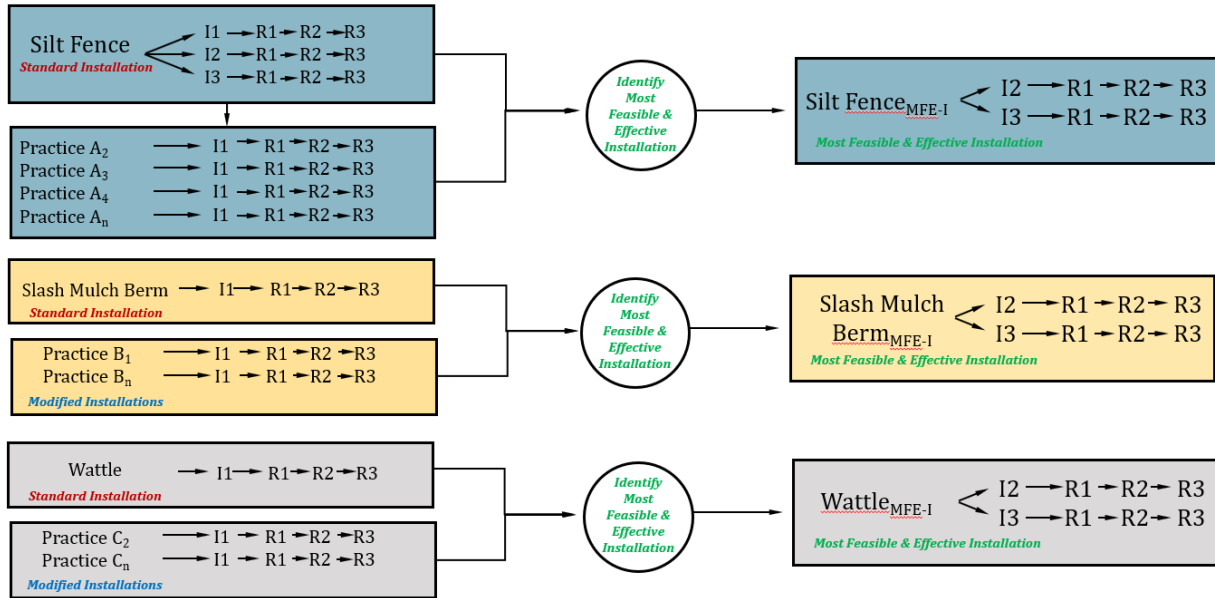 Silt Fence
Standard Installation
I1 R1 R2 R3
I2 R1 R2 R3
I3 R1 R2 R3
Practice A2 I1 R1 R2 R3
Practice A3 I1 R1 R2 R3
Practice A4 I1 R1 R2 R3
Practice An I1 R1 R2 R3
Identify
Most
Feasible &
Effective
Installation
Silt FenceMFE-I
I2 R1 R2 R3
I3 R1 R2 R3
Most Feasible & Effective Installation
Slash Mulch Berm I1 R1 R2 R3
Standard Installation
Practice B1 I1 R1 R2 R3
Practice Bn I1 R1 R2 R3
Modified Installations
Identify
Most
Feasible &
Effective
Installation
Slash Mulch
BermMFE-I
I2 R1 R2 R3
I3 R1 R2 R3
Most Feasible & Effective Installation
Wattle I1 R1 R2 R3
Standard Installation
Practice C2 I1 R1 R2 R3
Practice Cn I1 R1 R2 R3
Modified Installations
Identify
Most
Feasible &
Effective
Installation
WattleMFE-I
I2 R1 R2 R3
I3 R1 R2 R3
Most Feasible & Effective Installation